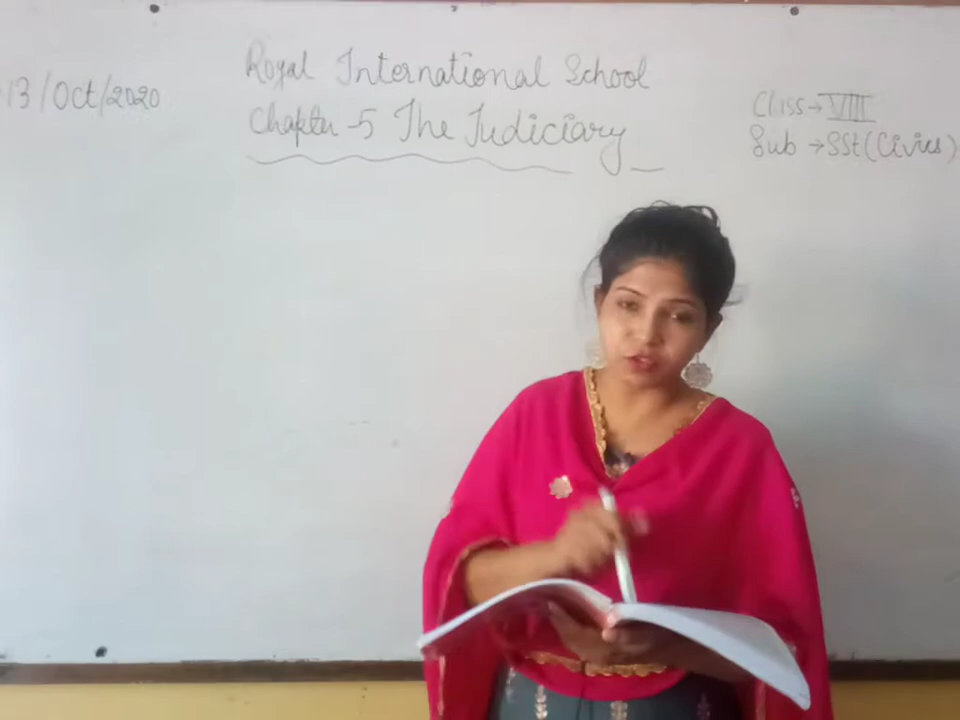 Royal International School
13/Oct/2020
Chapter-5 The Judiciary
Class→VIII
Sub→SSt(Civics)